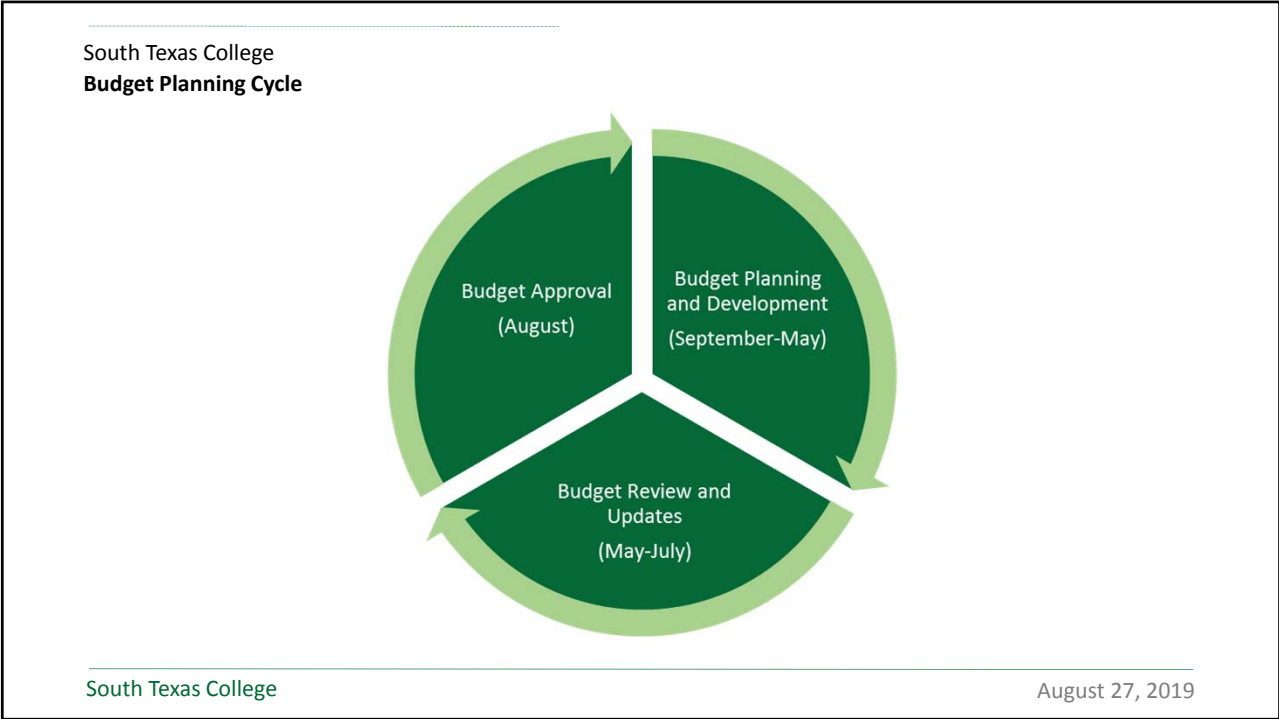 South Texas College
Budget Planning Cycle
Budget Approval
(August)
Budget Planning
and Development
(September-May)
Budget Review and
Updates
(May-July)
South Texas College
August 27, 2019